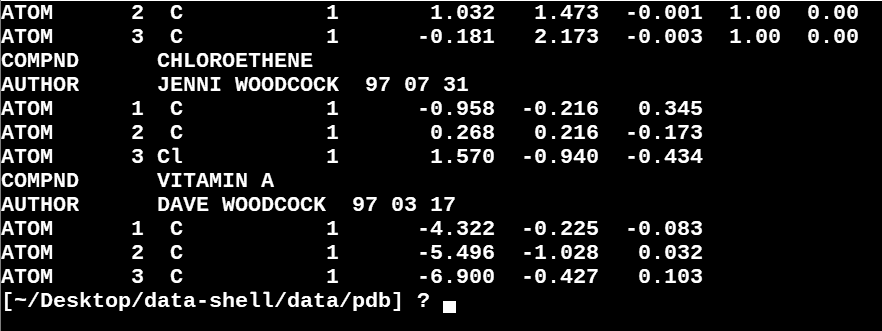 ATOM      2  C           1       1.032   1.473  -0.001  1.00  0.00
ATOM      3  C           1      -0.181   2.173  -0.003  1.00  0.00
COMPND      CHLOROETHENE
AUTHOR      JENNI WOODCOCK  97 07 31
ATOM      1  C           1      -0.958  -0.216   0.345
ATOM      2  C           1       0.268   0.216  -0.173
ATOM      3 Cl           1       1.570  -0.940  -0.434
COMPND      VITAMIN A
AUTHOR      DAVE WOODCOCK  97 03 17
ATOM      1  C           1      -4.322  -0.225  -0.083
ATOM      2  C           1      -5.496  -1.028   0.032
ATOM      3  C           1      -6.900  -0.427   0.103
[~/Desktop/data-shell/data/pdb] ?